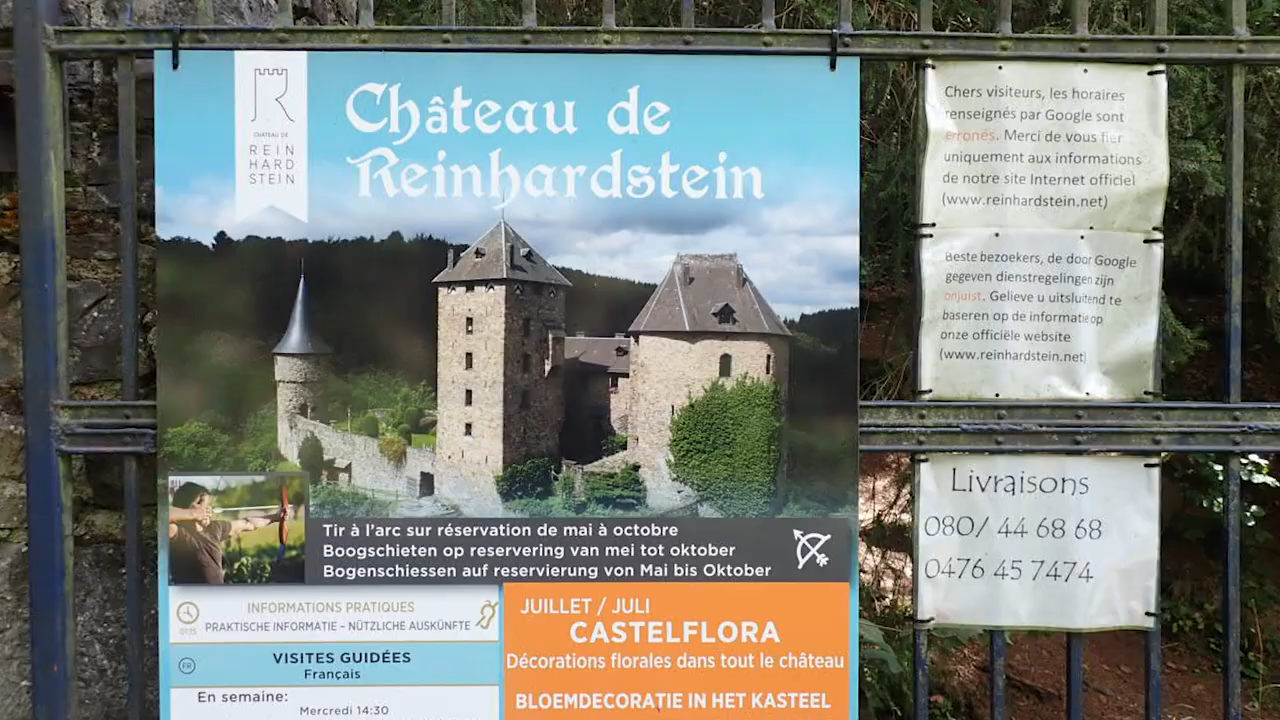 CHATEAU DE
REIN
HARD
STEIN
Château de
Reinhardstein
Tir à l'arc sur réservation de mai à octobre
Boogschieten op reservering van mei tot oktober
Bogenschiessen auf reservierung von Mai bis Oktober
INFORMATIONS PRATIQUES
PRAKTISCHE INFORMATIE – NÜTZLICHE AUSKÜNFTE
FR
VISITES GUIDÉES
Français
En semaine:
Mercredi 14:30
JUILLET / JULI
CASTELFLORA
Décorations florales dans tout le château
BLOEMDECORATIE IN HET KASTEEL
Chers visiteurs, les horaires
renseignés par Google sont
erronés. Merci de vous fier
uniquement aux informations
de notre site Internet officiel
(www.reinhardstein.net)
Beste bezoekers, de door Google
gegeven dienstregelingen zijn
onjuist. Gelieve u uitsluitend te
baseren op de informatie op
onze officiële website
(www.reinhardstein.net)
Livraisons
080/ 44 68 68
0476 45 7474